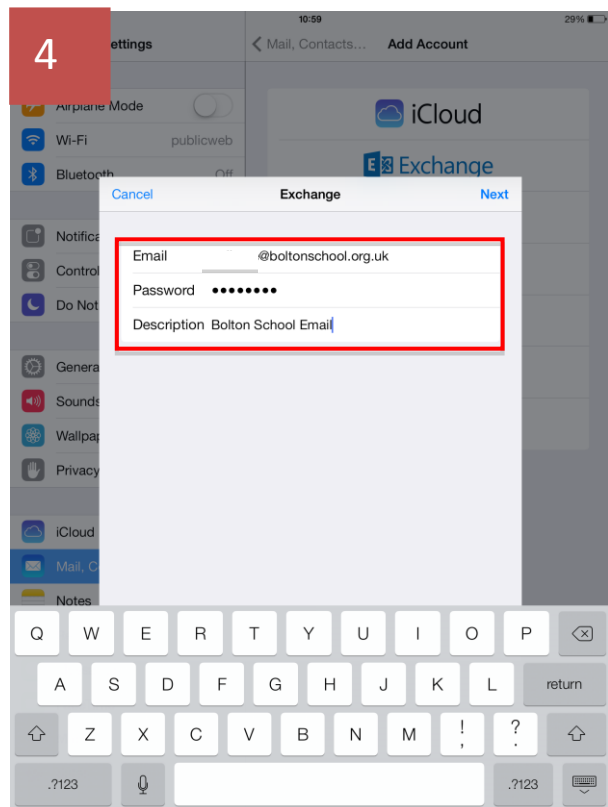 4
10:59
29%
ettings
Mail, Contacts... Add Account
Airplane Mode
iCloud
Wi-Fi publicweb
Bluetooth Off
E Exchange
Cancel Exchange Next
Notifica
Email @boltonschool.org.uk
Control
Password ••••••••
Do Not
Description Bolton School Email
Genera
Sounds
Wallpap
Privacy
iCloud
Mail, C
Notes
Q W E R T Y U I O P
A S D F G H J K L return
Z X C V B N M ! , ? .
.?123 .?123